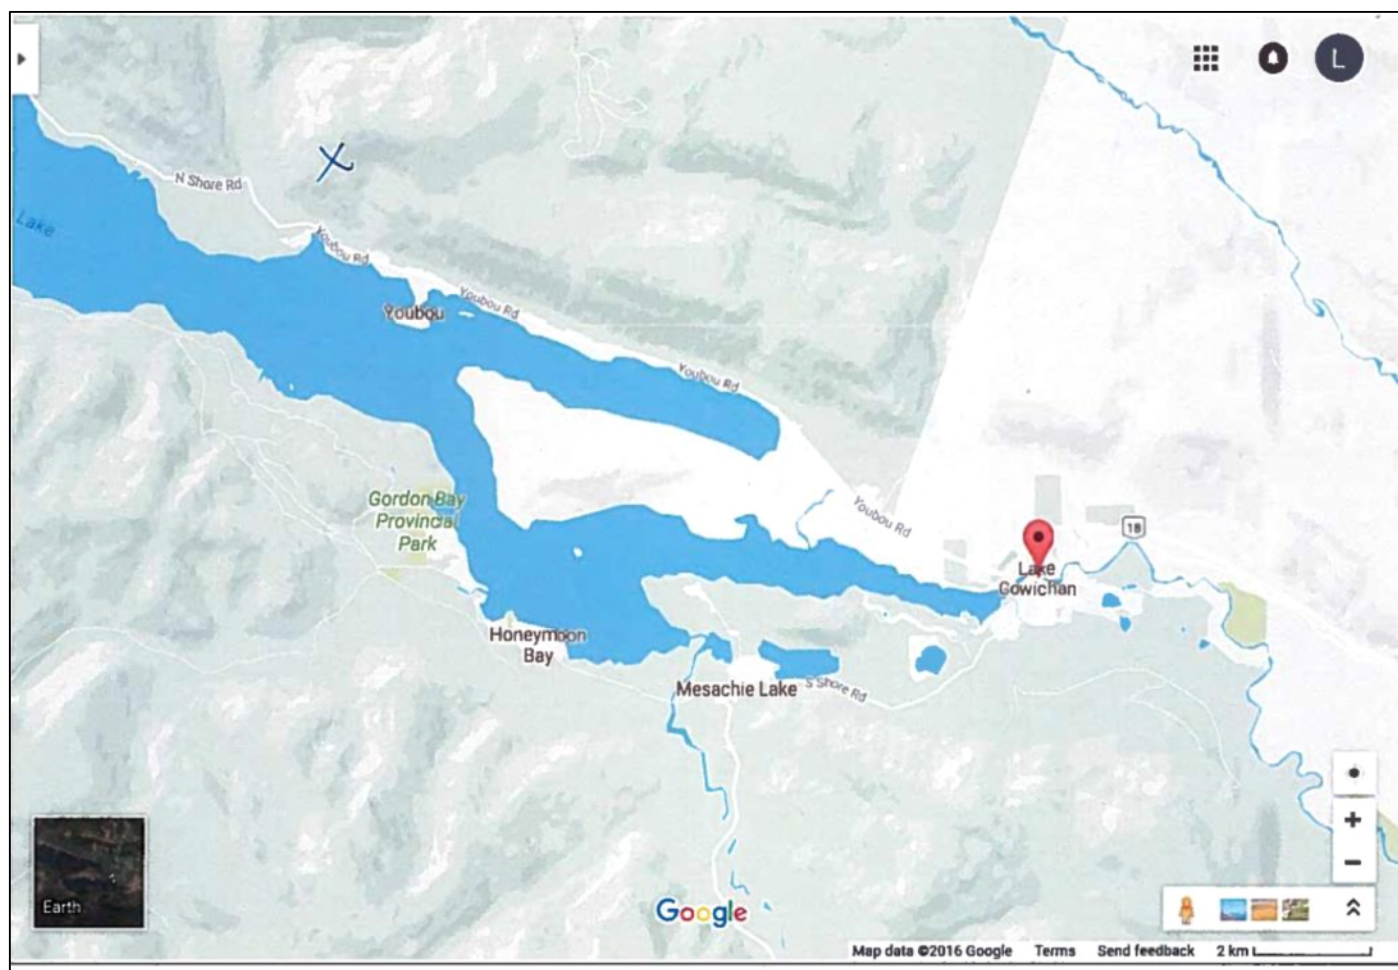 L
N Shore Rd
Lake
Youbou Rd
Youbou
Youbou Rd
Youbou Rd
Gordon Bay
Provincial
Park
Youbou Rd
18
Lake
Cowichan
Honeymoon
Bay
Mesachie Lake
S Shore Rd
Earth
Google
Map data ©2016 Google Terms Send feedback 2 km